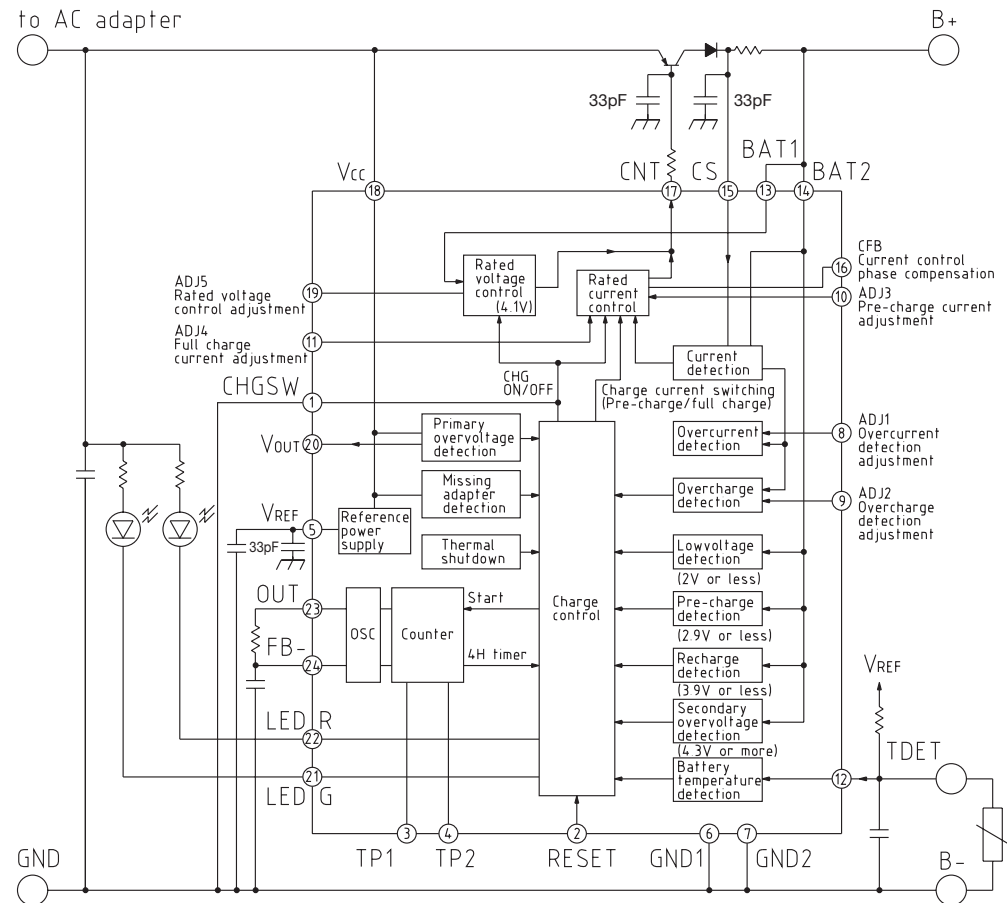 to AC adapter
B+
33pF
33pF
BAT1
Vcc
CNT
CS
BAT2
18
17
15
13
14
CFB
Current control
phase compensation
16
Rated
voltage
control
(4.1V)
Rated
current
control
ADJ5
Rated voltage
control adjustment
19
10
ADJ3
Pre-charge current
adjustment
ADJ4
Full charge
current adjustment
11
Current
detection
CHG
ON/OFF
Charge current switching
(Pre-charge/full charge)
CHGSW
1
Primary
overvoltage
detection
Overcurrent
detection
8
ADJ1
Overcurrent
detection
adjustment
VOUT
20
Missing
adapter
detection
Overcharge
detection
9
ADJ2
Overcharge
detection
adjustment
VREF
5
Reference
power
supply
33pF
Thermal
shutdown
Lowvoltage
detection
(2V or less)
OUT
23
OSC
Counter
Start
Charge
control
Pre-charge
detection
(2.9V or less)
FB-
24
4H timer
Recharge
detection
(3.9V or less)
VREF
LED R
22
Secondary
overvoltage
detection
(4.3V or more)
TDET
21
LED G
Battery
temperature
detection
12
3
4
2
6
7
TP1
TP2
RESET
GND1
GND2
GND
B-